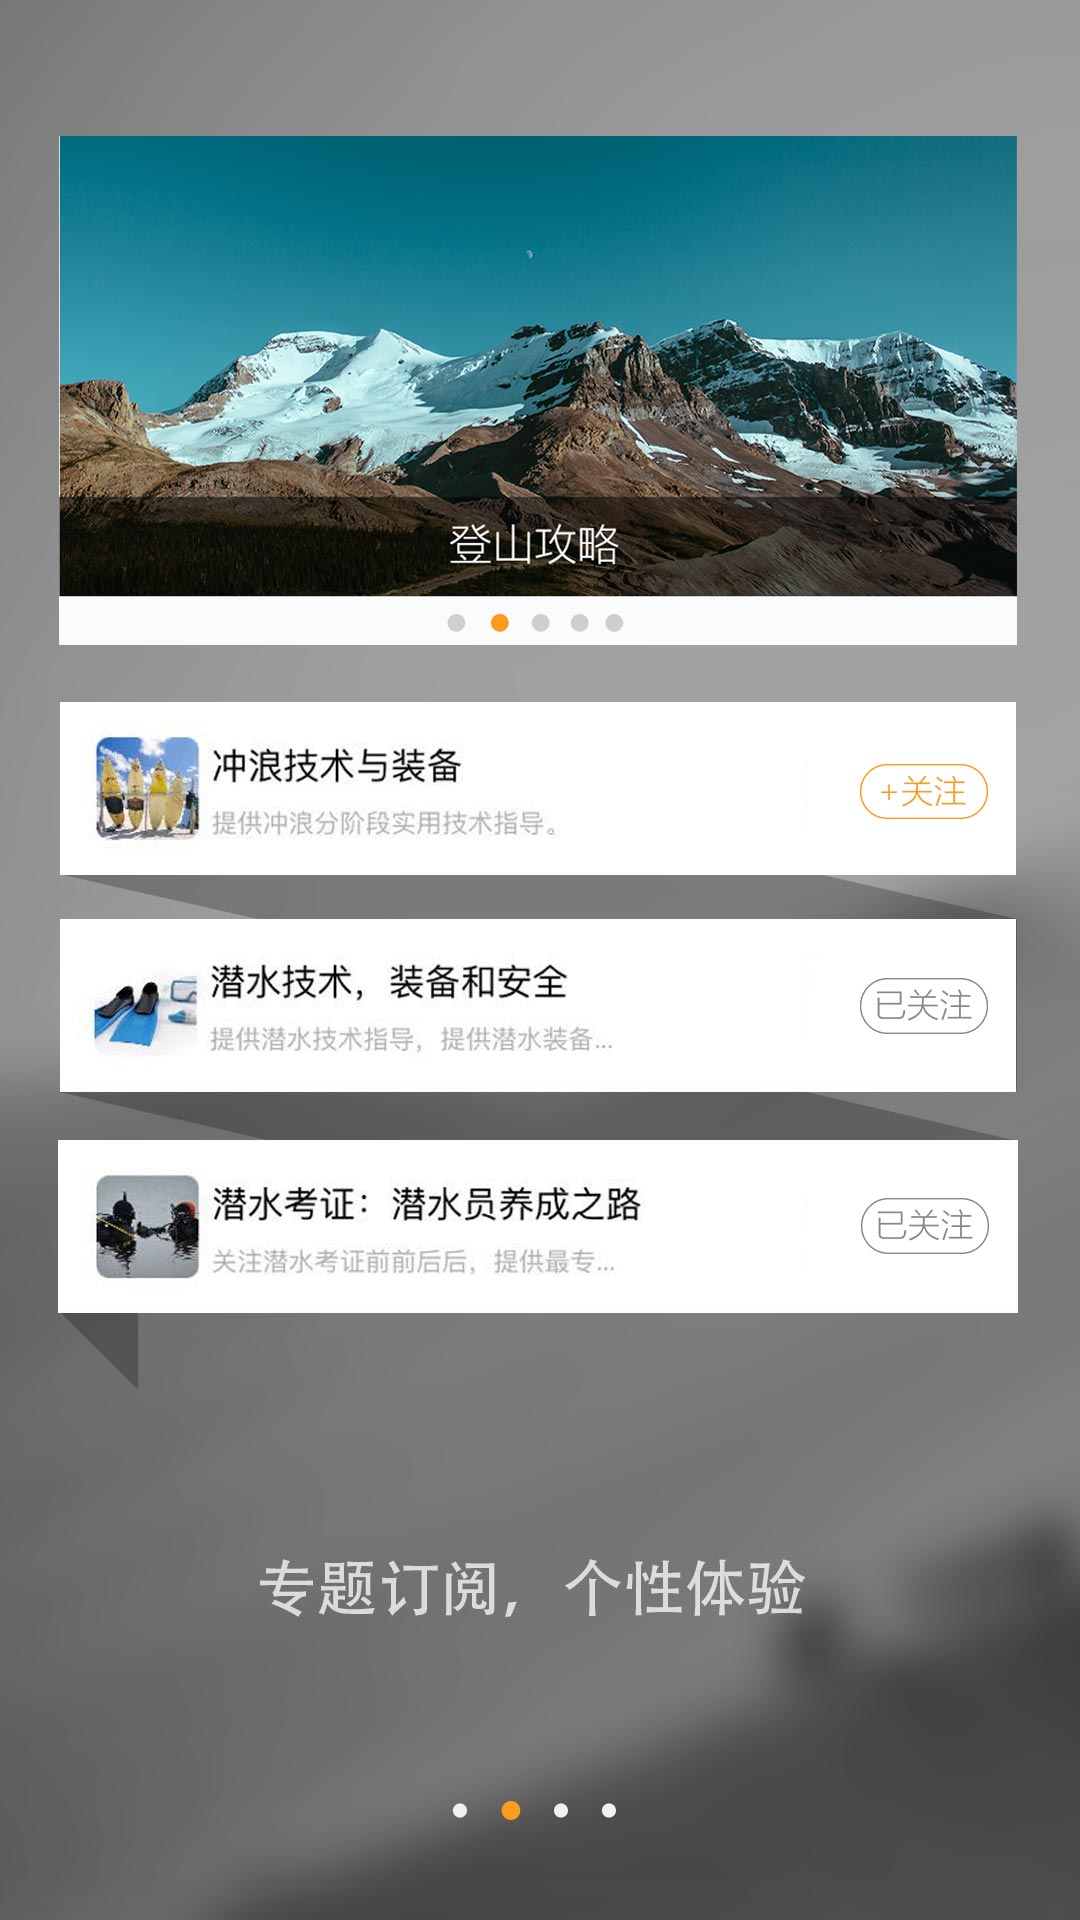 登山攻略
冲浪技术与装备
提供冲浪分阶段实用技术指导。
+关注
潜水技术，装备和安全
提供潜水技术指导，提供潜水装备...
已关注
潜水考证：潜水员养成之路
关注潜水考证前前后后，提供最专...
已关注
专题订阅，个性体验